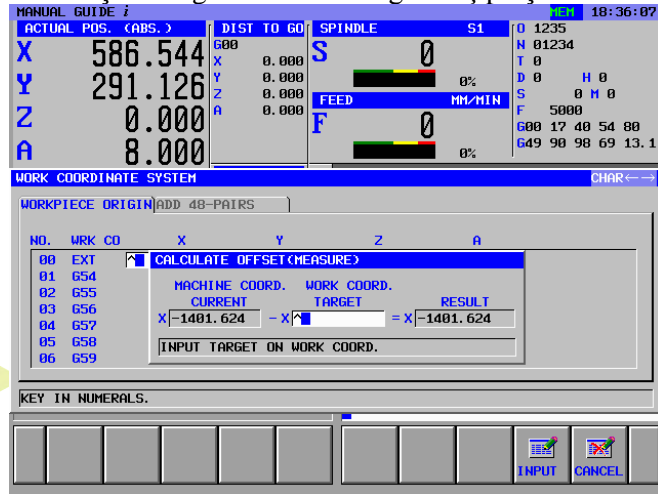 MANUAL GUIDE i MEM 18:36:07
ACTUAL POS. (ABS.) DIST TO GO SPINDLE S1 O 1235
X 586.544 G00 S 0 N 01234
X 0.000 T 0
Y 291.126 Y 0.000 0% D 0 H 0
Z 0.000 FEED MM/MIN S 0 M 0
Z 0.000 A 0.000 F 0 F 5000
G00 17 40 54 80
A 8.000 0% G49 90 98 69 13.1
WORK COORDINATE SYSTEM CHAR←→
WORKPIECE ORIGIN ADD 48-PAIRS
NO. WRK CO X Y Z A
00 EXT CALCULATE OFFSET(MEASURE)
01 G54
02 G55 MACHINE COORD. WORK COORD.
03 G56 CURRENT TARGET RESULT
04 G57 X -1401.624 - X = X -1401.624
05 G58 INPUT TARGET ON WORK COORD.
06 G59
KEY IN NUMERALS.
INPUT CANCEL